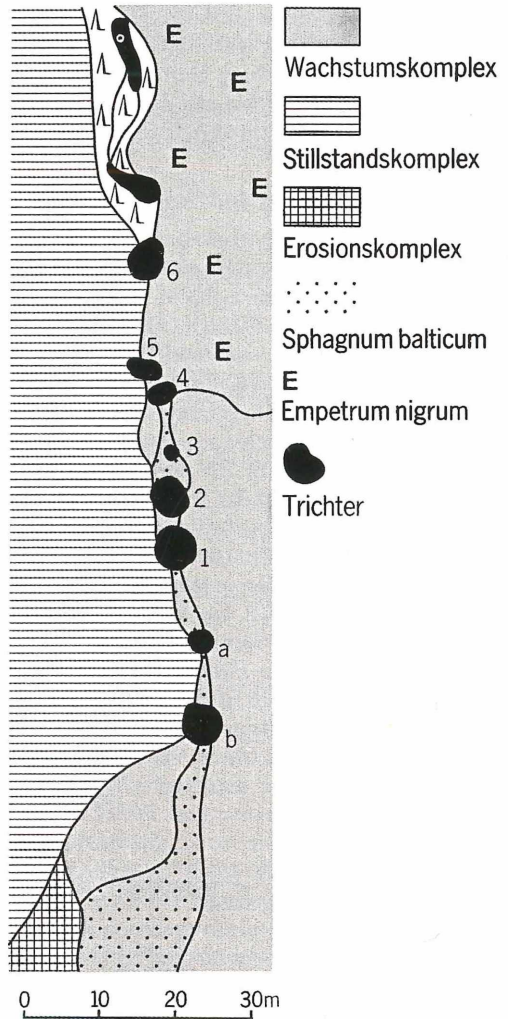 E
E
E
E
E
6
E
5
4
3
2
1
a
b
0 10 20 30m
Wachstumskomplex
Stillstandskomplex
Erosionskomplex
Sphagnum balticum
E
Empetrum nigrum
Trichter